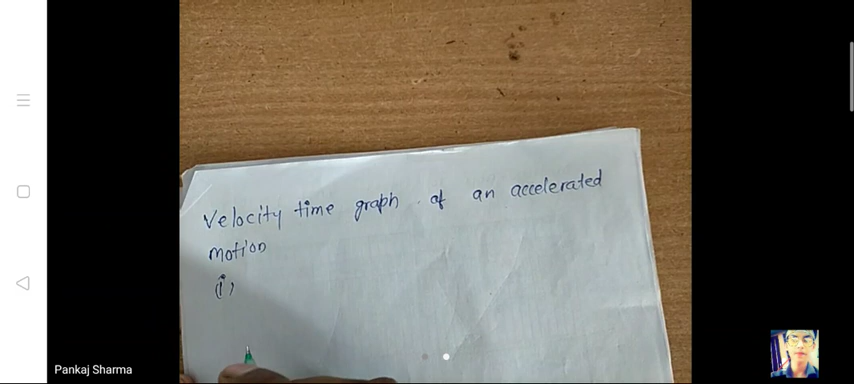 Velocity time graph of an accelerated
motion
(i)
Pankaj Sharma